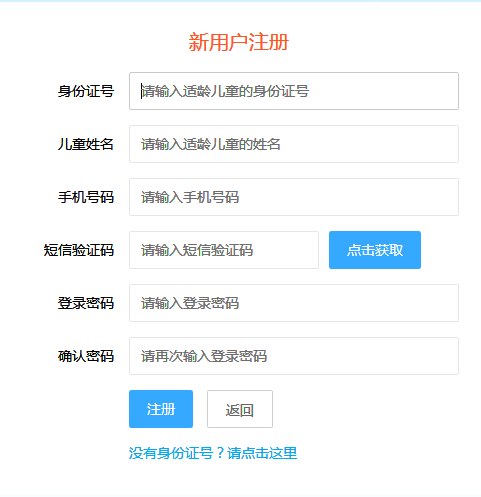 新用户注册
身份证号 请输入适龄儿童的身份证号
儿童姓名 请输入适龄儿童的姓名
手机号码 请输入手机号码
短信验证码 请输入短信验证码 点击获取
登录密码 请输入登录密码
确认密码 请再次输入登录密码
注册 返回
没有身份证号？请点击这里